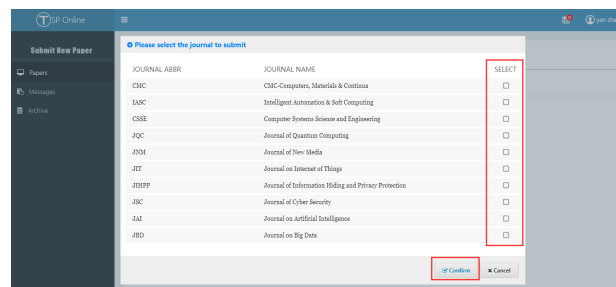 TSP Online
yan zha
Submit New Paper
Please select the journal to submit
Papers
Messages
Archive
JOURNAL ABBR JOURNAL NAME SELECT
CMC CMC-Computers, Materials & Continua
IASC Intelligent Automation & Soft Computing
CSSE Computer Systems Science and Engineering
JQC Journal of Quantum Computing
JNM Journal of New Media
JIT Journal on Internet of Things
JIHPP Journal of Information Hiding and Privacy Protection
JSC Journal of Cyber Security
JAI Journal on Artificial Intelligence
JBD Journal on Big Data
Confirm
Cancel